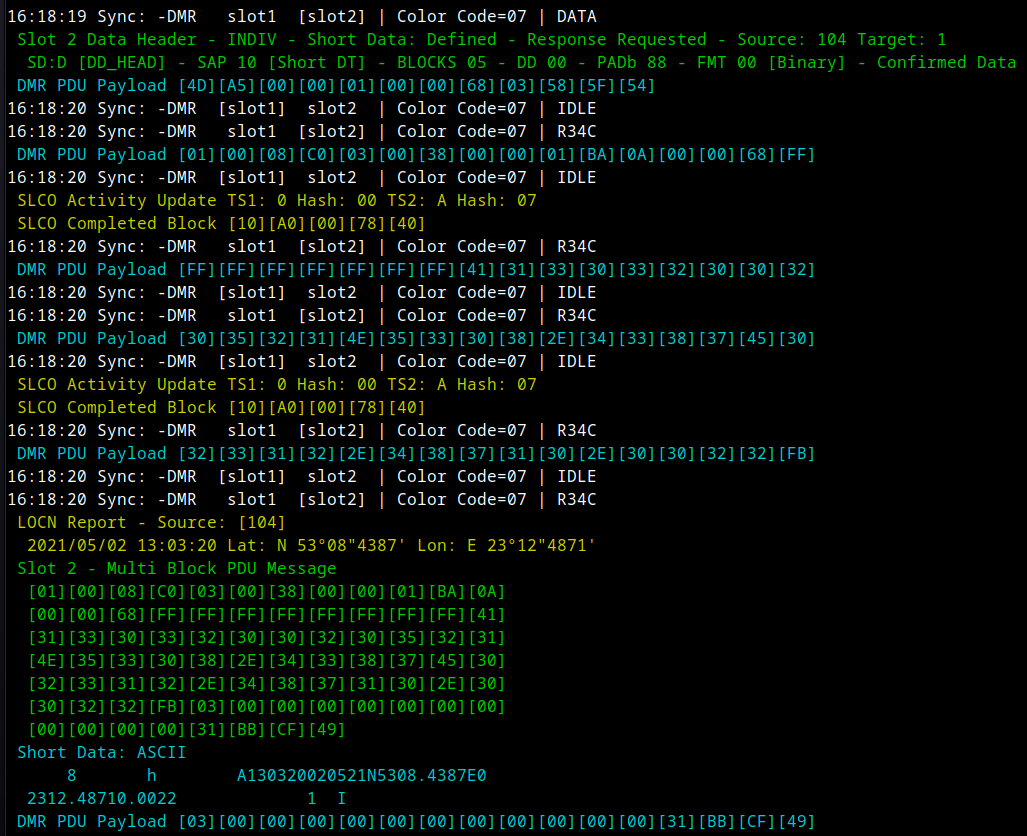 16:18:19 Sync: -DMR   slot1  [slot2] | Color Code=07 | DATA
Slot 2 Data Header - INDIV - Short Data: Defined - Response Requested - Source: 104 Target: 1
SD:D [DD_HEAD] - SAP 10 [Short DT] - BLOCKS 05 - DD 00 - PADb 88 - FMT 00 [Binary] - Confirmed Data
DMR PDU Payload [4D][A5][00][00][01][00][00][68][03][58][5F][54]
16:18:20 Sync: -DMR  [slot1]  slot2  | Color Code=07 | IDLE
16:18:20 Sync: -DMR   slot1  [slot2] | Color Code=07 | R34C
DMR PDU Payload [01][00][08][C0][03][00][38][00][00][01][BA][0A][00][00][68][FF]
16:18:20 Sync: -DMR  [slot1]  slot2  | Color Code=07 | IDLE
SLCO Activity Update TS1: 0 Hash: 00 TS2: A Hash: 07
SLCO Completed Block [10][A0][00][78][40]
16:18:20 Sync: -DMR   slot1  [slot2] | Color Code=07 | R34C
DMR PDU Payload [FF][FF][FF][FF][FF][FF][FF][41][31][33][30][33][32][30][30][32]
16:18:20 Sync: -DMR  [slot1]  slot2  | Color Code=07 | IDLE
16:18:20 Sync: -DMR   slot1  [slot2] | Color Code=07 | R34C
DMR PDU Payload [30][35][32][31][4E][35][33][30][38][2E][34][33][38][37][45][30]
16:18:20 Sync: -DMR  [slot1]  slot2  | Color Code=07 | IDLE
SLCO Activity Update TS1: 0 Hash: 00 TS2: A Hash: 07
SLCO Completed Block [10][A0][00][78][40]
16:18:20 Sync: -DMR   slot1  [slot2] | Color Code=07 | R34C
DMR PDU Payload [32][33][31][32][2E][34][38][37][31][30][2E][30][30][32][32][FB]
16:18:20 Sync: -DMR  [slot1]  slot2  | Color Code=07 | IDLE
16:18:20 Sync: -DMR   slot1  [slot2] | Color Code=07 | R34C
LOCN Report - Source: [104]
2021/05/02 13:03:20 Lat: N 53°08"4387' Lon: E 23°12"4871'
Slot 2 - Multi Block PDU Message
[01][00][08][C0][03][00][38][00][00][01][BA][0A]
[00][00][68][FF][FF][FF][FF][FF][FF][FF][FF][41]
[31][33][30][33][32][30][30][32][30][35][32][31]
[4E][35][33][30][38][2E][34][33][38][37][45][30]
[32][33][31][32][2E][34][38][37][31][30][2E][30]
[30][32][32][FB][03][00][00][00][00][00][00][00]
[00][00][00][00][31][BB][CF][49]
Short Data: ASCII
8       h        A130320020521N5308.4387E0
2312.48710.0022             1  I
DMR PDU Payload [03][00][00][00][00][00][00][00][00][00][00][00][31][BB][CF][49]